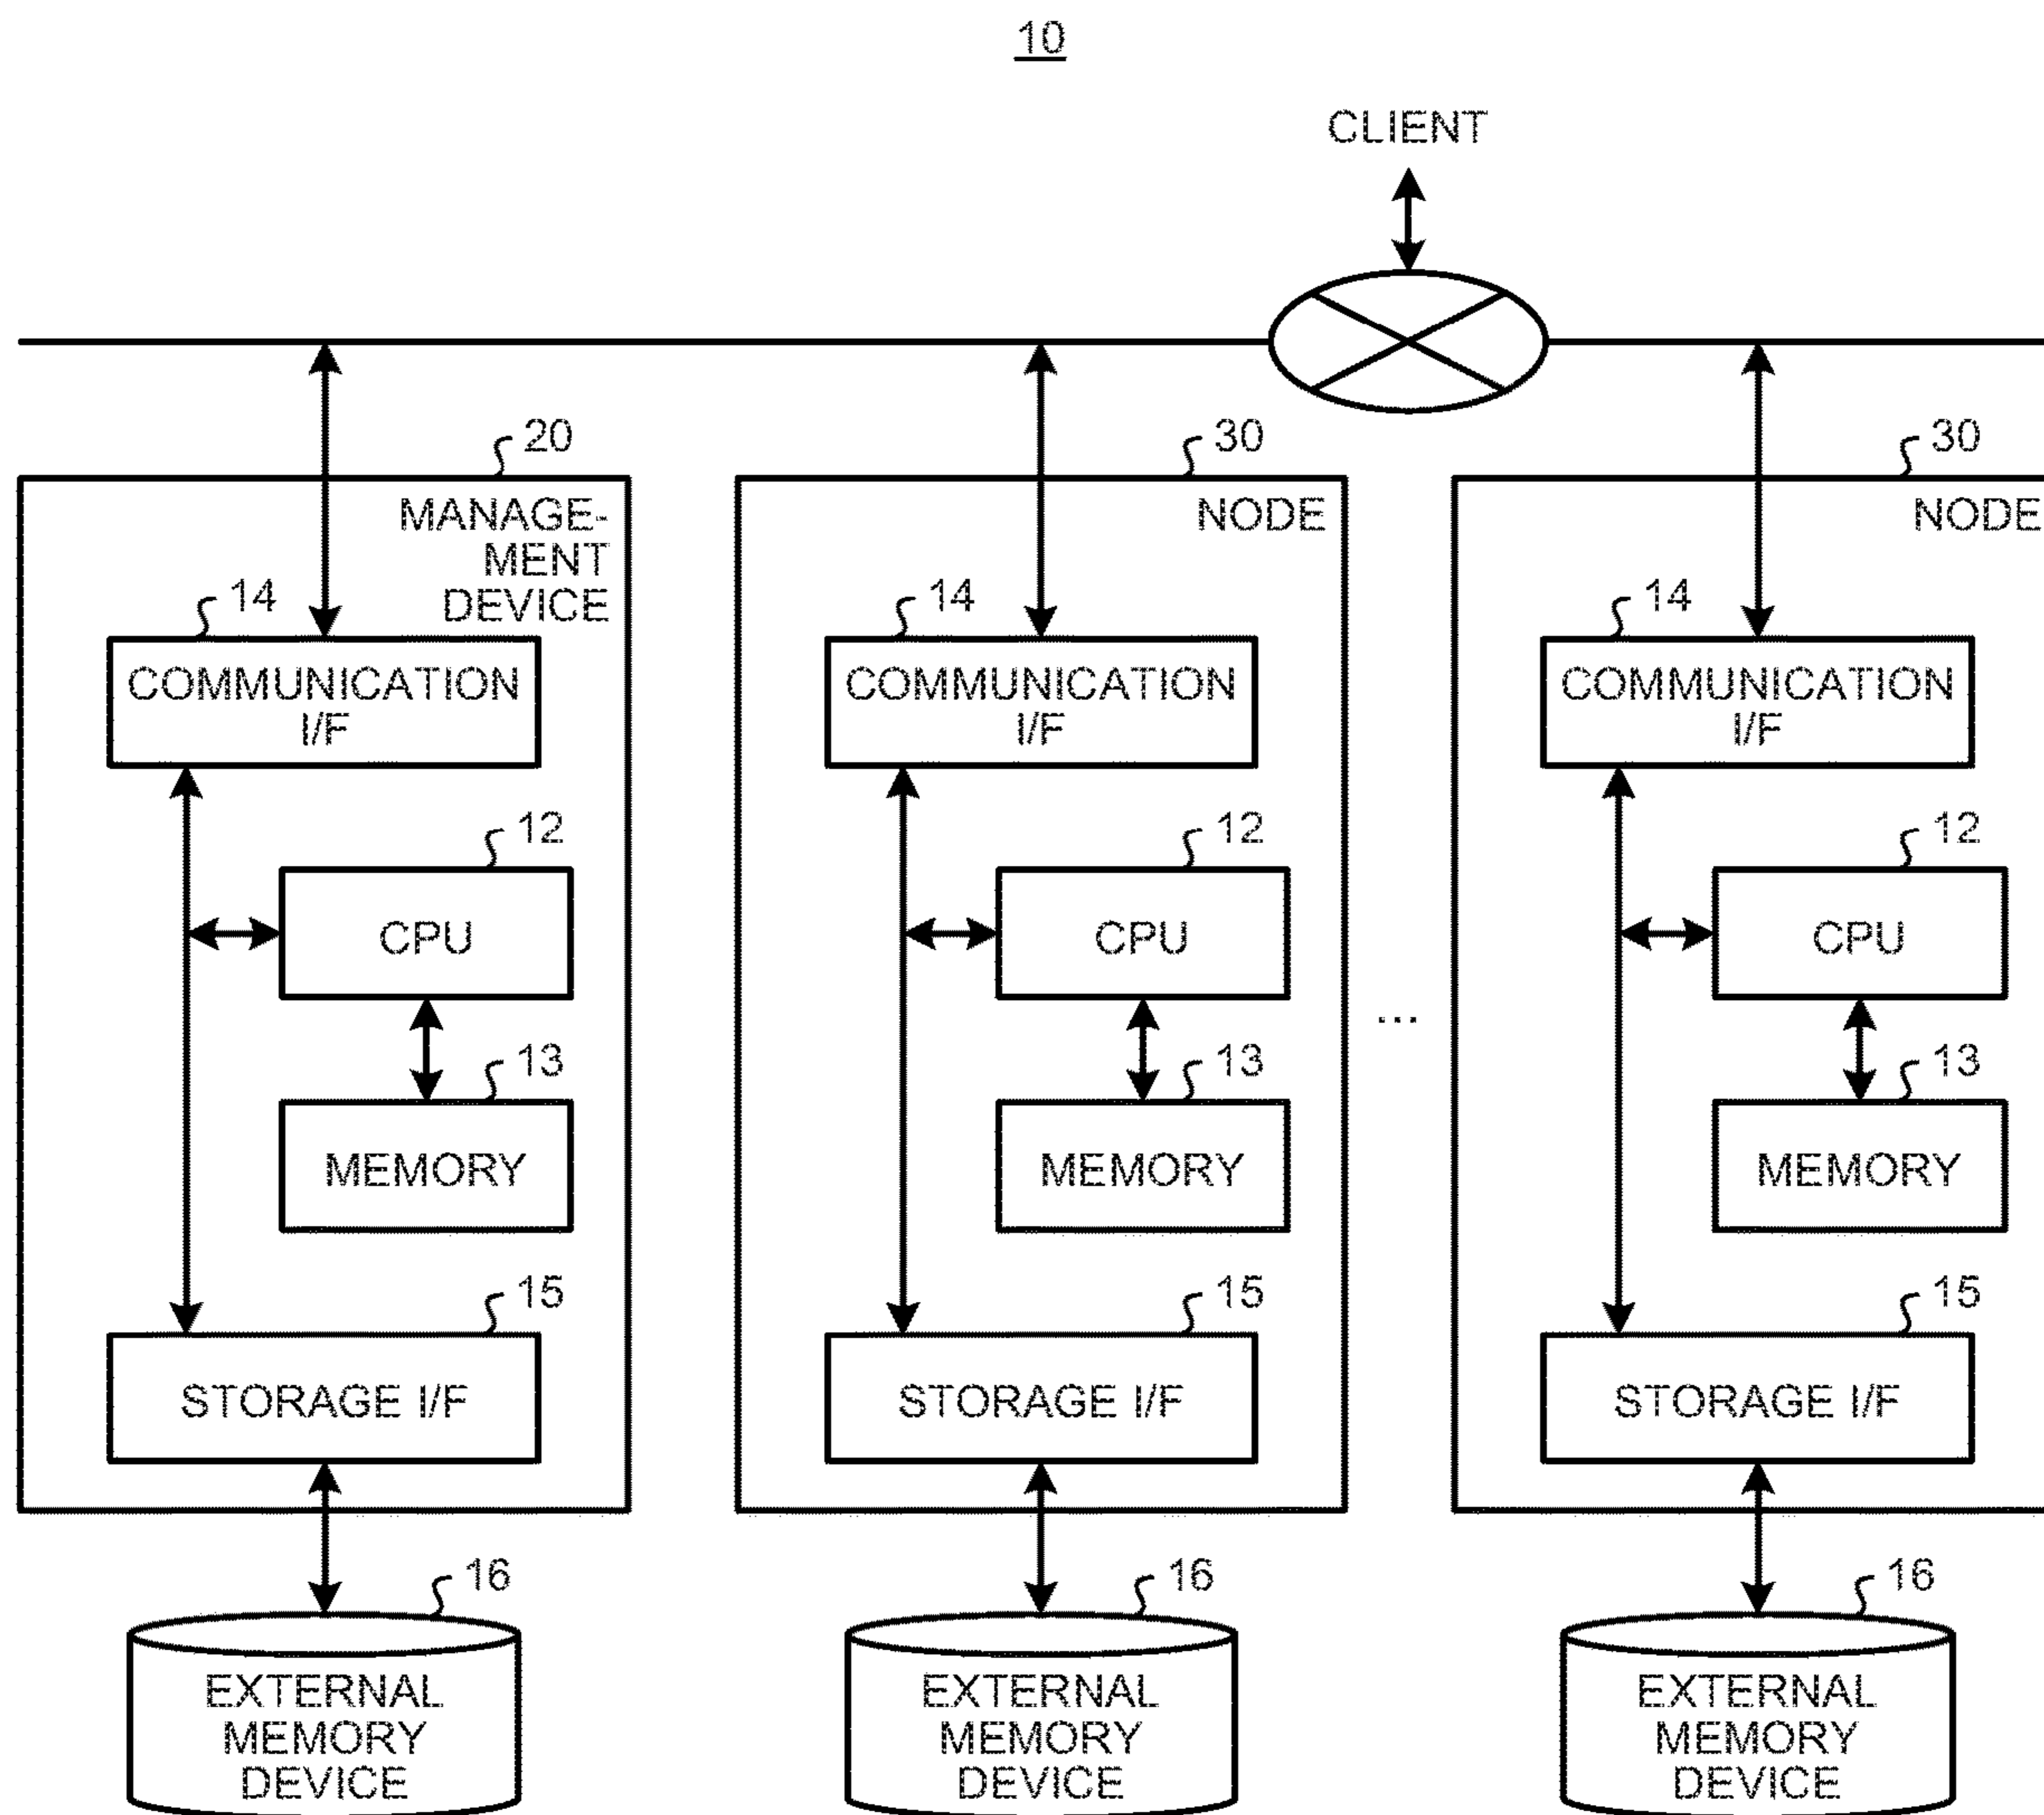 10
CLIENT
20
30
30
MANAGE-
MENT
DEVICE
NODE
NODE
14
14
14
COMMUNICATION
I/F
COMMUNICATION
I/F
COMMUNICATION
I/F
12
12
12
CPU
CPU
CPU
...
13
13
13
MEMORY
MEMORY
MEMORY
15
15
15
STORAGE I/F
STORAGE I/F
STORAGE I/F
16
16
16
EXTERNAL
MEMORY
DEVICE
EXTERNAL
MEMORY
DEVICE
EXTERNAL
MEMORY
DEVICE